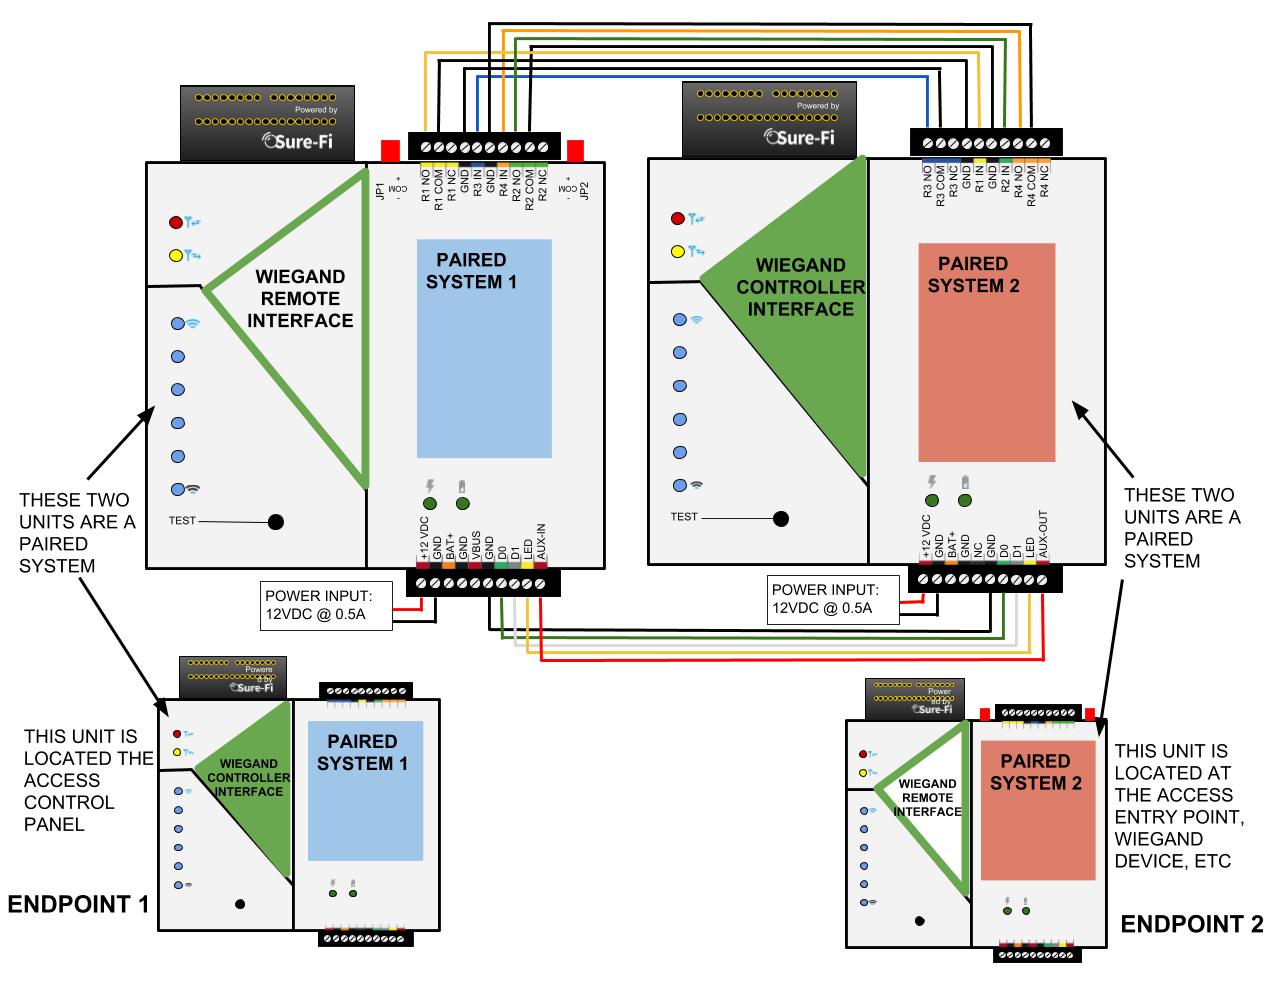 Powered by
Sure-Fi
Powered by
Sure-Fi
JP1
+
COM
-
R1 NO
R1 COM
R1 NC
GND
R3 IN
GND
R4 IN
R2 NO
R2 COM
R2 NC
+
COM
-
JP2
R3 NO
R3 COM
R3 NC
GND
R1 IN
GND
R2 IN
R4 NO
R4 COM
R4 NC
WIEGAND
REMOTE
INTERFACE
PAIRED
SYSTEM 1
WIEGAND
CONTROLLER
INTERFACE
PAIRED
SYSTEM 2
TEST
TEST
+12 VDC
GND
BAT+
GND
VBUS
GND
D0
D1
LED
AUX-IN
+12 VDC
GND
BAT+
GND
NC
GND
D0
D1
LED
AUX-OUT
THESE TWO
UNITS ARE A
PAIRED
SYSTEM
THESE TWO
UNITS ARE A
PAIRED
SYSTEM
POWER INPUT:
12VDC @ 0.5A
POWER INPUT:
12VDC @ 0.5A
Powere
d by
Sure-Fi
Power
ed by
Sure-Fi
THIS UNIT IS
LOCATED THE
ACCESS
CONTROL
PANEL
WIEGAND
CONTROLLER
INTERFACE
PAIRED
SYSTEM 1
WIEGAND
REMOTE
INTERFACE
PAIRED
SYSTEM 2
THIS UNIT IS
LOCATED AT
THE ACCESS
ENTRY POINT,
WIEGAND
DEVICE, ETC
ENDPOINT 1
ENDPOINT 2